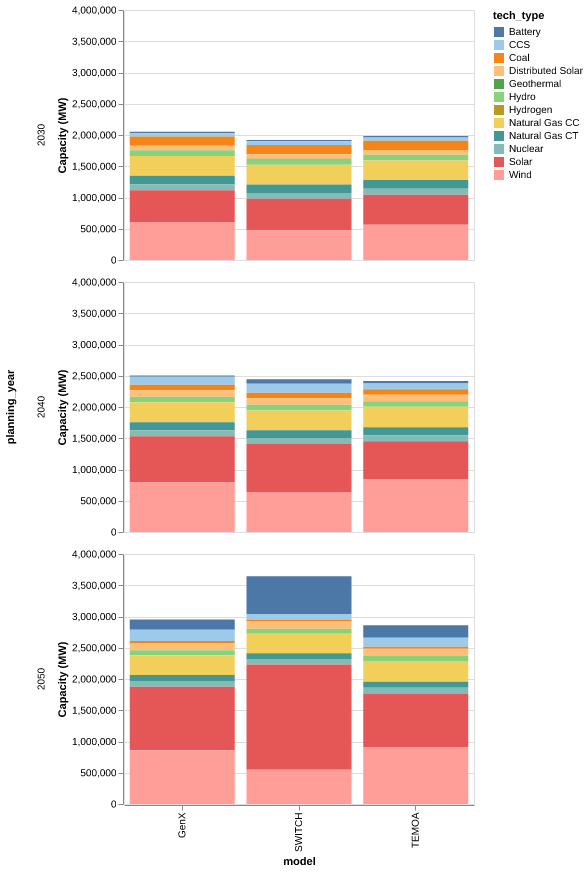 tech_type
Battery
CCS
Coal
Distributed Solar
Geothermal
Hydro
Hydrogen
Natural Gas CC
Natural Gas CT
Nuclear
Solar
Wind
planning_year
2030
Capacity (MW)
4,000,000
3,500,000
3,000,000
2,500,000
2,000,000
1,500,000
1,000,000
500,000
0
2040
Capacity (MW)
4,000,000
3,500,000
3,000,000
2,500,000
2,000,000
1,500,000
1,000,000
500,000
0
2050
Capacity (MW)
4,000,000
3,500,000
3,000,000
2,500,000
2,000,000
1,500,000
1,000,000
500,000
0
GenX
SWITCH
TEMOA
model